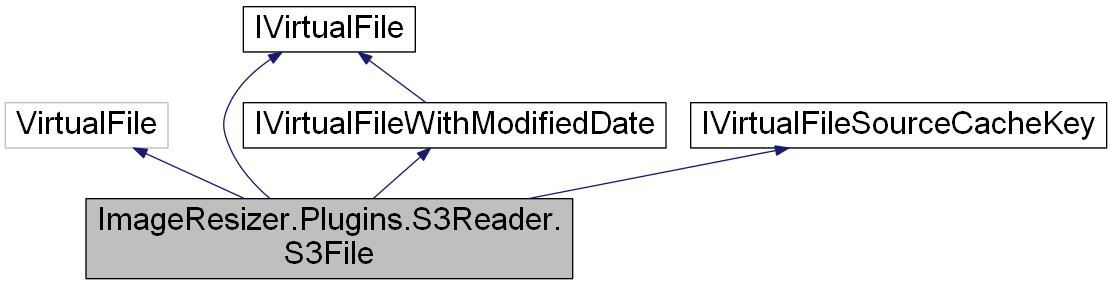 IVirtualFile
VirtualFile
IVirtualFileWithModifiedDate
IVirtualFileSourceCacheKey
ImageResizer.Plugins.S3Reader.
S3File